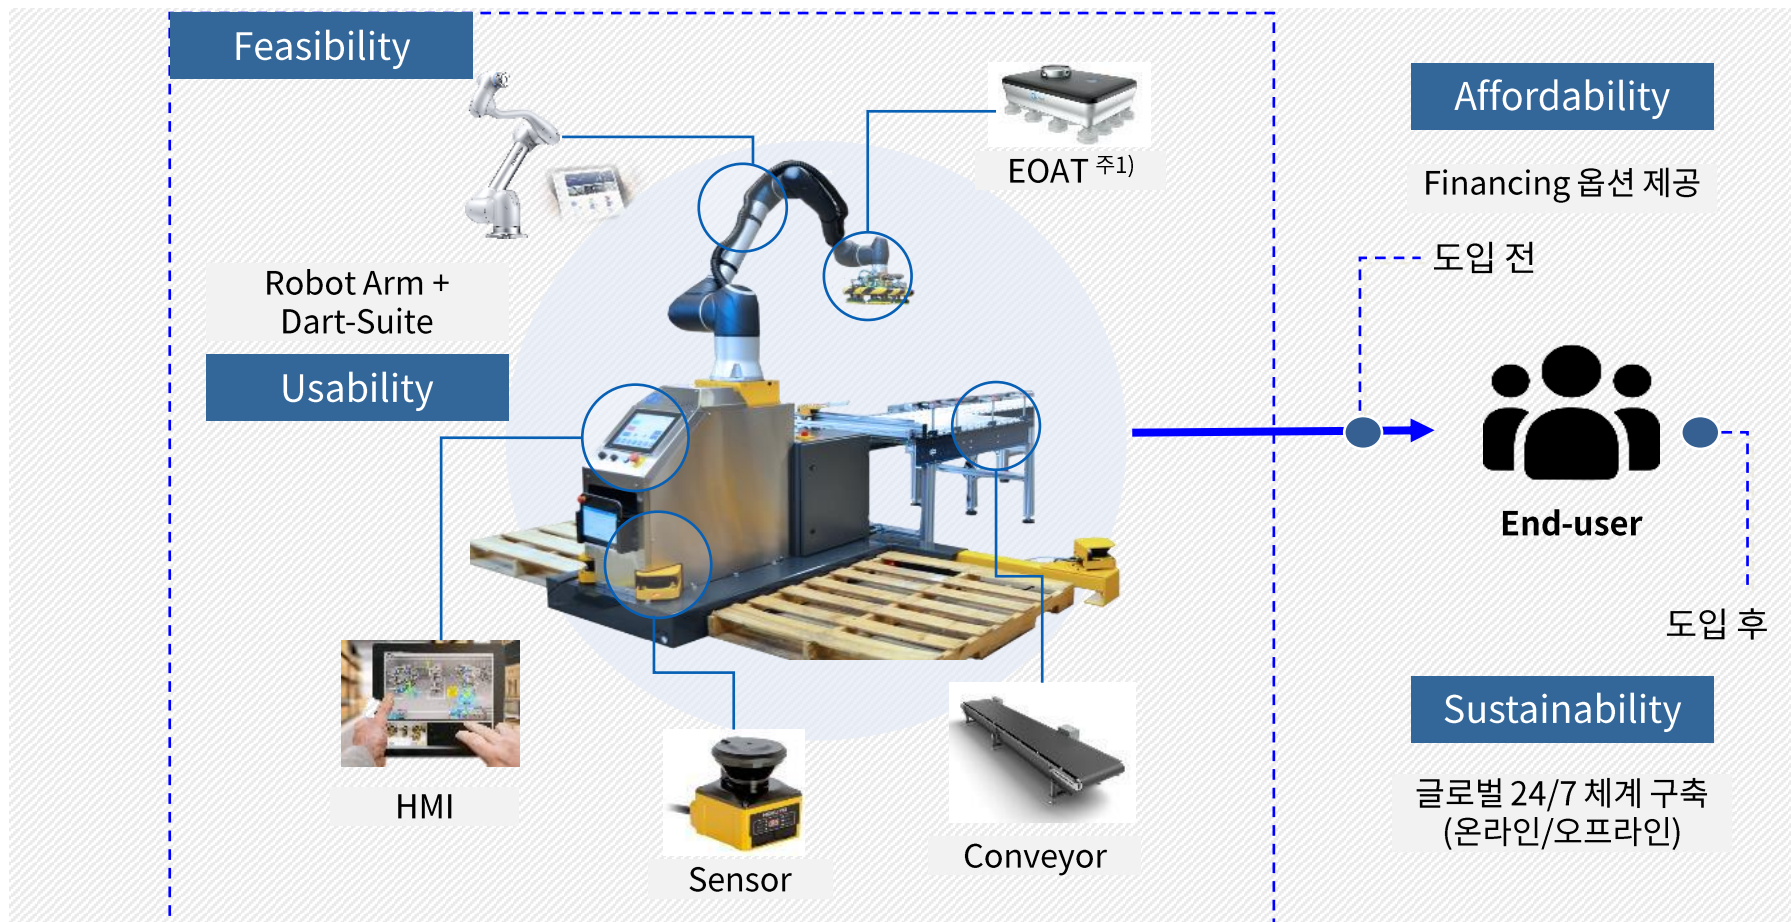 Feasibility
EOAT 주1)
Robot Arm +
Dart-Suite
Usability
HMI
Sensor
Conveyor
Affordability
Financing 옵션 제공
도입 전
End-user
도입 후
Sustainability
글로벌 24/7 체계 구축
(온라인/오프라인)